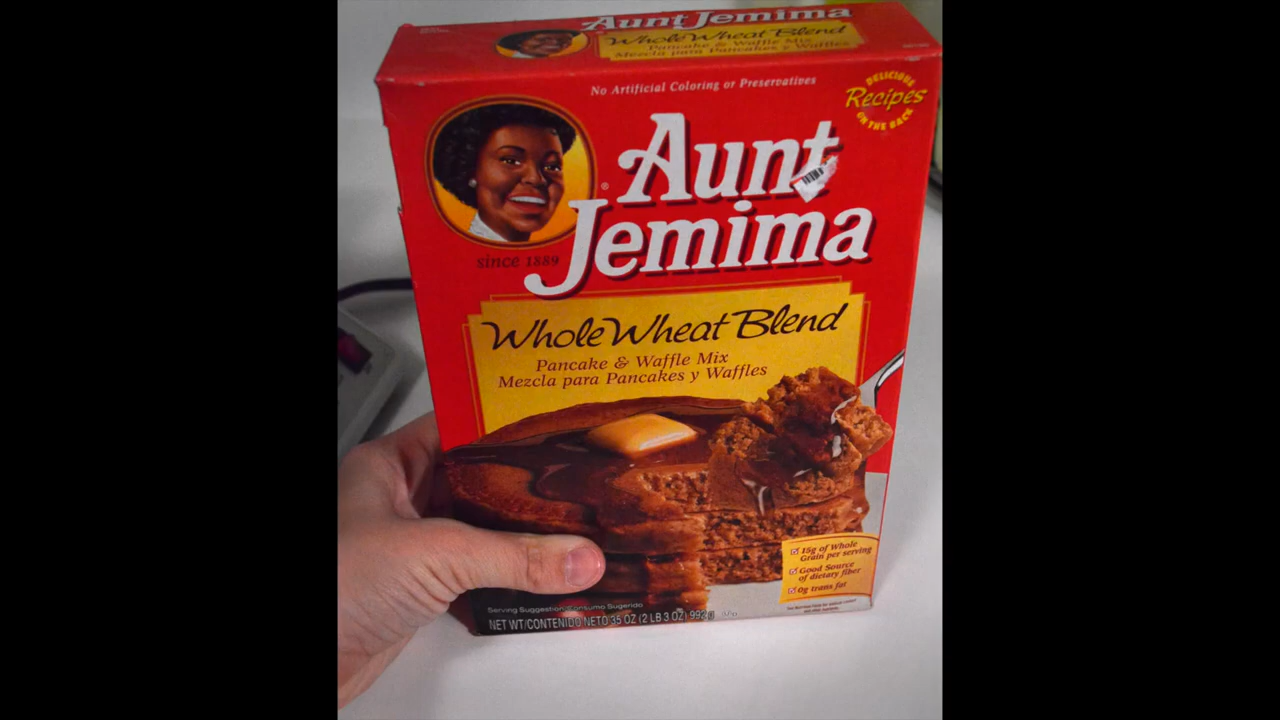 Aunt Jemima
Whole Wheat Blend
Pancake & Waffle Mix
Mezcla para Pancakes y Waffles
No Artificial Coloring or Preservatives
DELICIOUS
Recipes
ON THE BACK
Aunt
Jemima
®
since 1889
Whole Wheat Blend
Pancake & Waffle Mix
Mezcla para Pancakes y Waffles
15g of Whole
Grain per serving
Good Source
of dietary fiber
0g trans fat
Serving Suggestion/Consumo Sugerido
NET WT/CONTENIDO NETO 35 OZ (2 LB 3 OZ) 992g